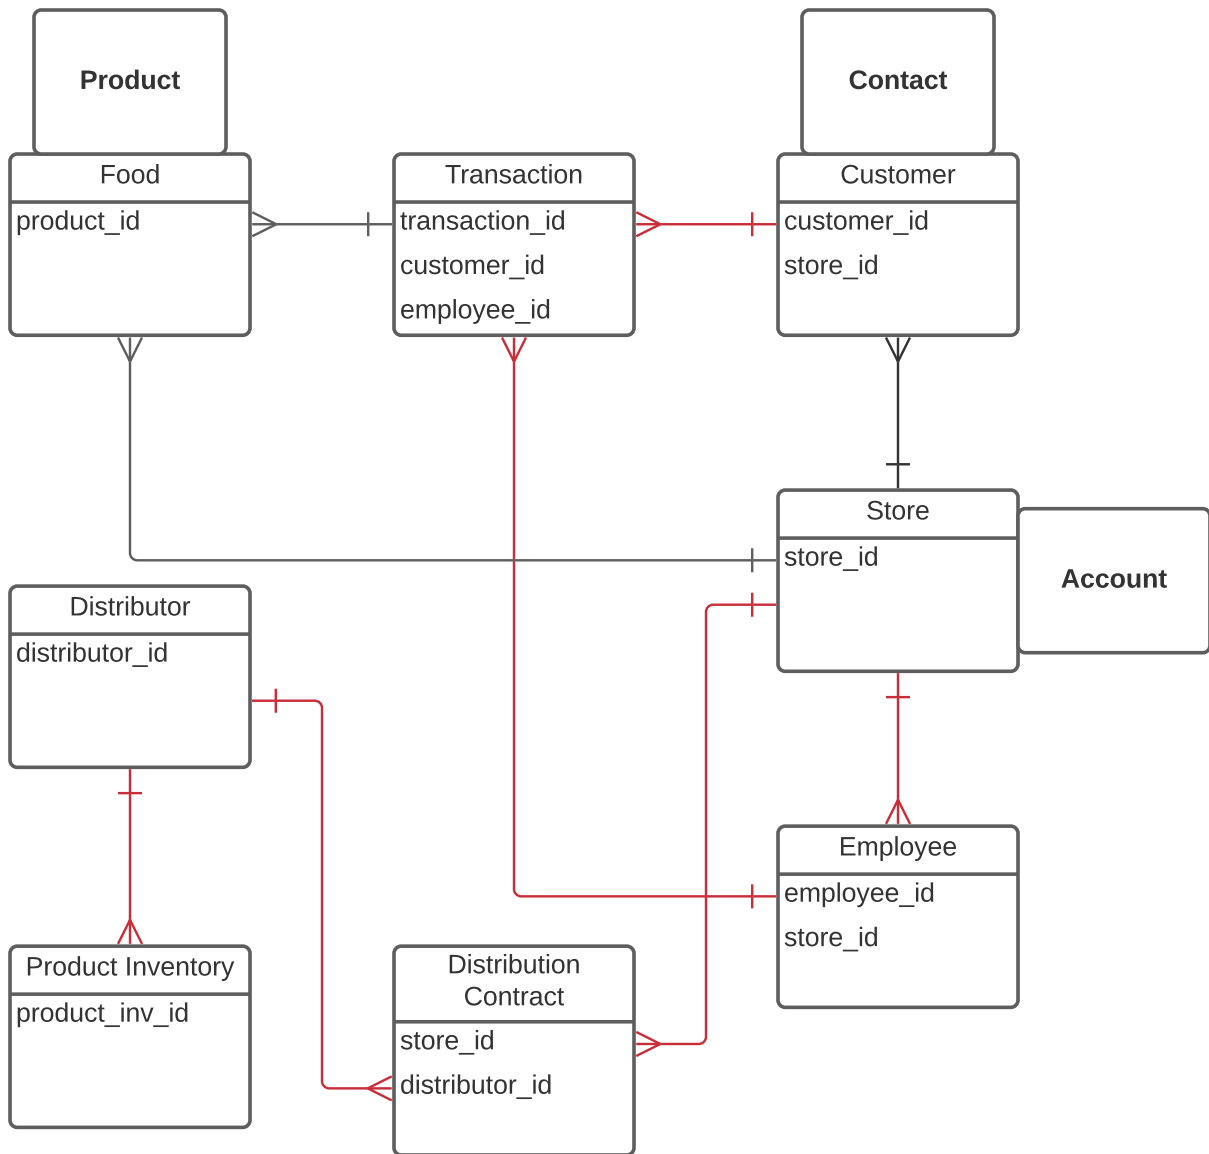 Product
Contact
Food
product_id
Transaction
transaction_id
customer_id
employee_id
Customer
customer_id
store_id
Store
store_id
Account
Distributor
distributor_id
Employee
employee_id
store_id
Product Inventory
product_inv_id
Distribution
Contract
store_id
distributor_id